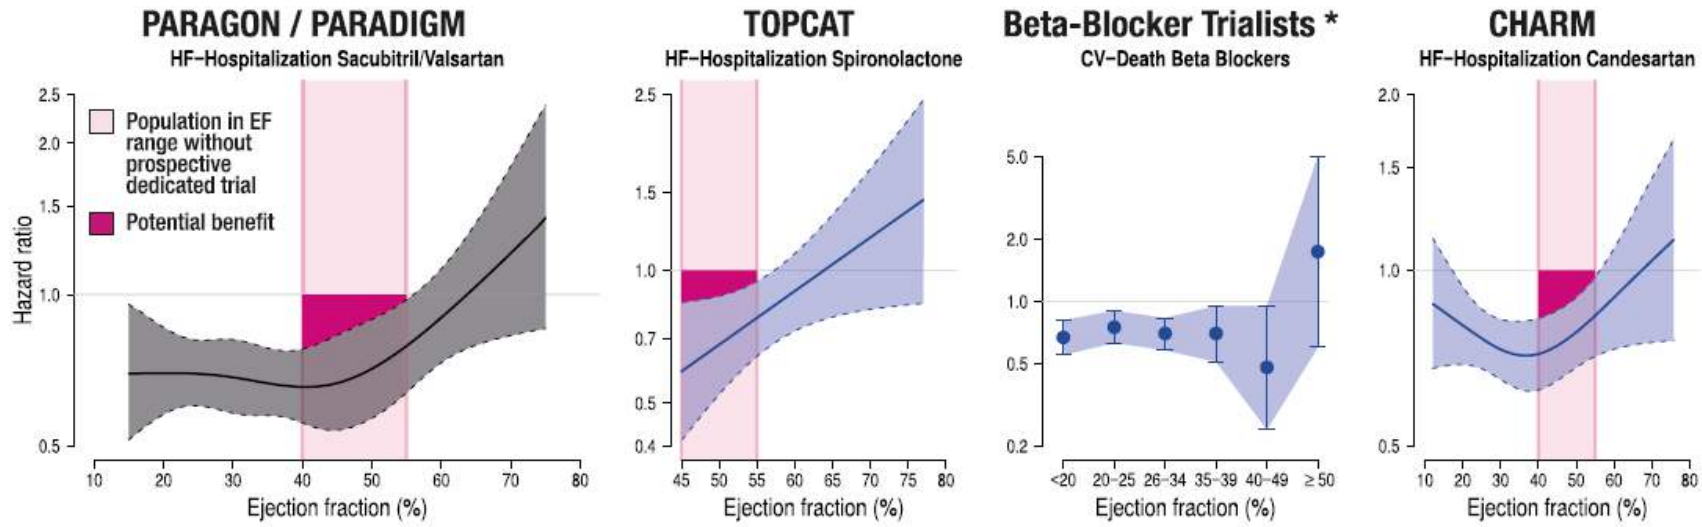 PARAGON / PARADIGM
HF-Hospitalization Sacubitril/Valsartan
2.5
2.0
1.5
1.0
0.5
Hazard ratio
Population in EF
range without
prospective
dedicated trial
Potential benefit
10 20 30 40 50 60 70 80
Ejection fraction (%)
TOPCAT
HF-Hospitalization Spironolactone
2.5
1.5
1.0
0.7
0.5
0.4
45 50 55 60 65 70 75 80
Ejection fraction (%)
Beta-Blocker Trialists *
CV-Death Beta Blockers
5.0
2.0
1.0
0.5
0.2
<20 20-25 26-34 35-39 40-49 ≥ 50
Ejection fraction (%)
CHARM
HF-Hospitalization Candesartan
2.0
1.5
1.0
0.5
10 20 30 40 50 60 70 80
Ejection fraction (%)